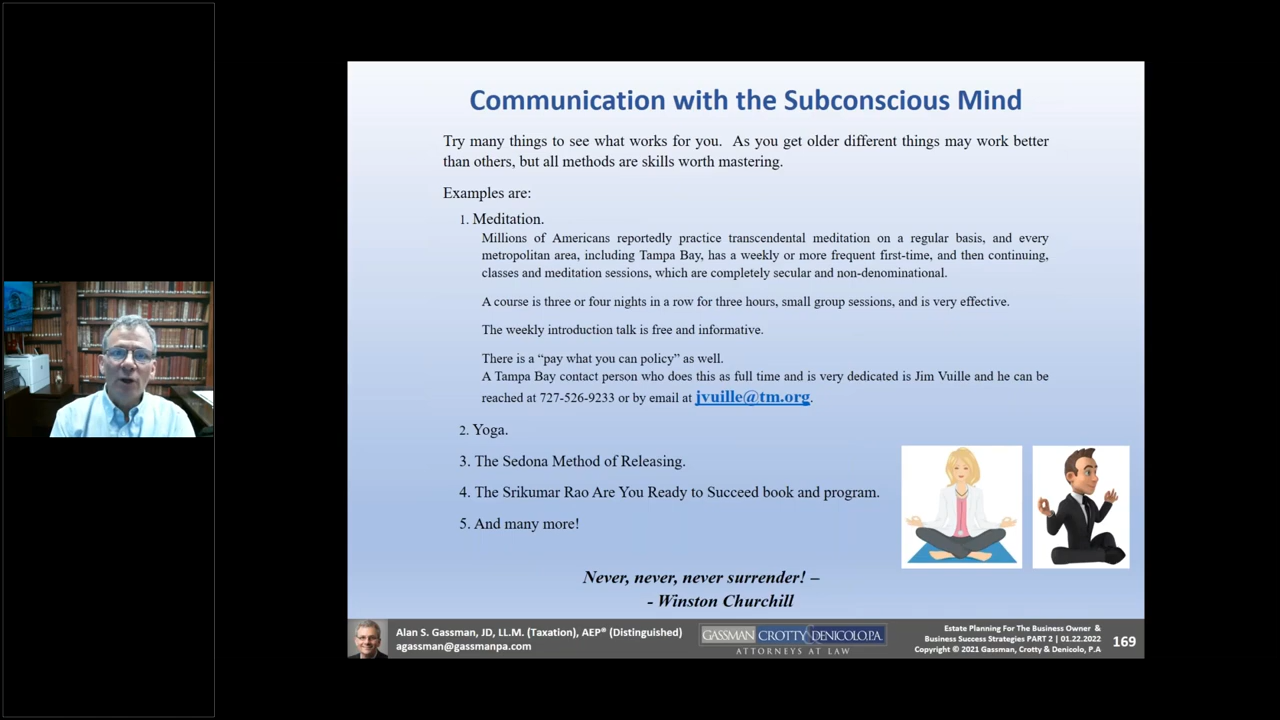 Communication with the Subconscious Mind
Try many things to see what works for you. As you get older different things may work better
than others, but all methods are skills worth mastering.
Examples are:
1. Meditation.
Millions of Americans reportedly practice transcendental meditation on a regular basis, and every
metropolitan area, including Tampa Bay, has a weekly or more frequent first-time, and then continuing,
classes and meditation sessions, which are completely secular and non-denominational.
A course is three or four nights in a row for three hours, small group sessions, and is very effective.
The weekly introduction talk is free and informative.
There is a “pay what you can policy” as well.
A Tampa Bay contact person who does this as full time and is very dedicated is Jim Vuille and he can be
reached at 727-526-9233 or by email at jvuille@tm.org.
2. Yoga.
3. The Sedona Method of Releasing.
4. The Srikumar Rao Are You Ready to Succeed book and program.
5. And many more!
Never, never, never surrender! –
- Winston Churchill
Alan S. Gassman, JD, LL.M. (Taxation), AEP® (Distinguished)
agassman@gassmanpa.com
GASSMAN CROTTY & DENICOLO, P.A.
ATTORNEYS AT LAW
Estate Planning For The Business Owner &
Business Success Strategies PART 2 | 01.22.2022
Copyright © 2021 Gassman, Crotty & Denicolo, P.A
169